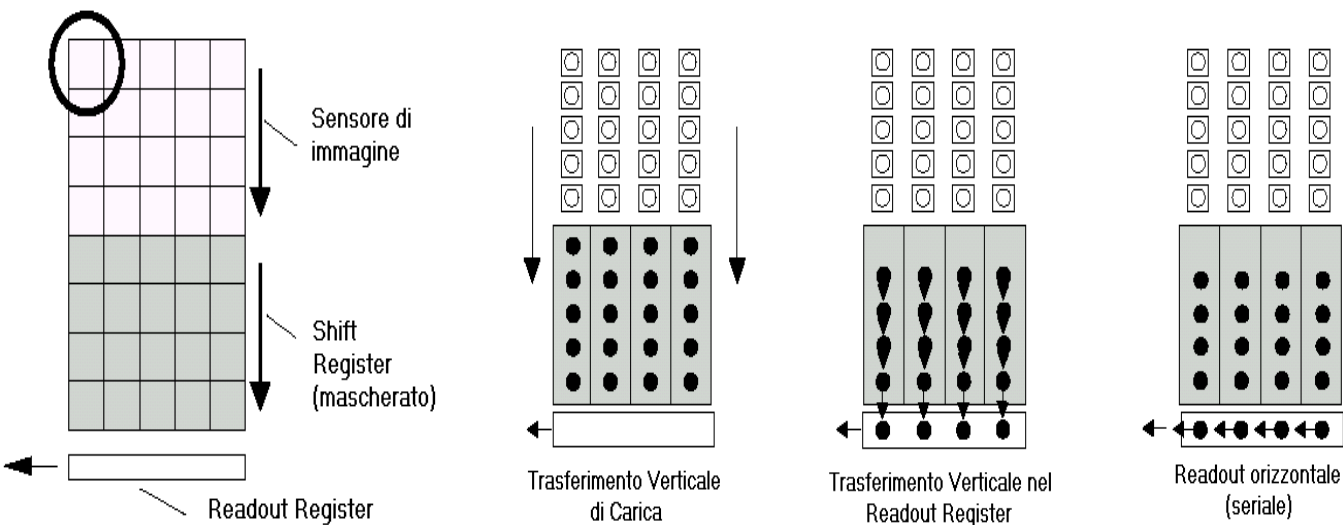 Sensore di
immagine
Shift
Register
(mascherato)
Readout Register
Trasferimento Verticale
di Carica
Trasferimento Verticale nel
Readout Register
Readout orizzontale
(seriale)